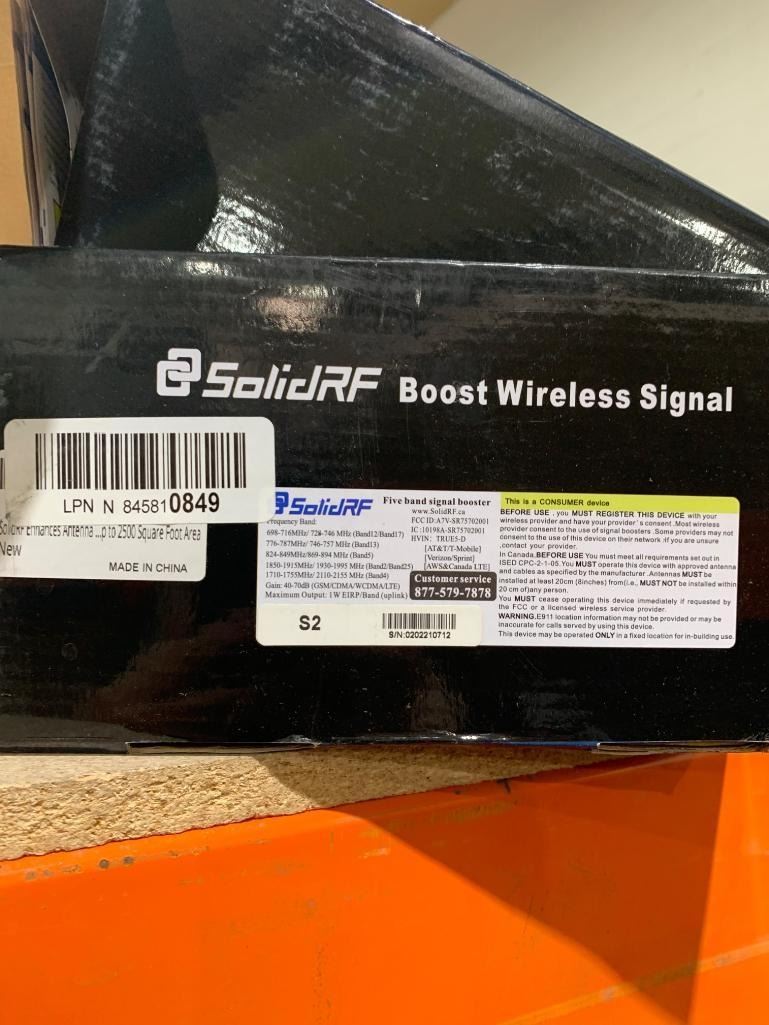 SolidRF Boost Wireless Signal
LPN N 845810849
SolidRF Enhances Antenna ...p to 2500 Square Foot Area
New
MADE IN CHINA
SolidRF
Five band signal booster
www.SolidRF.ca
Frequency Band:
FCC ID:A7V-SR75702001
698-716MHz/ 728-746 MHz (Band12/Band17)
IC :10198A-SR75702001
776-787MHz/ 746-757 MHz (Band13)
HVIN: TRUE5-D
824-849MHz/869-894 MHz (Band5)
[AT&T/T-Mobile]
1850-1915MHz/ 1930-1995 MHz (Band2/Band25)
[Verizon/Sprint]
1710-1755MHz/ 2110-2155 MHz (Band4)
[AWS&Canada LTE]
Gain: 40-70dB (GSM/CDMA/WCDMA/LTE)
Maximum Output: 1W EIRP/Band (uplink)
Customer service
877-579-7878
S2
S/N:0202210712
This is a CONSUMER device
BEFORE USE , you MUST REGISTER THIS DEVICE with your
wireless provider and have your provider's consent .Most wireless
provider consent to the use of signal boosters .Some providers may not
consent to the use of this device on their network .If you are unsure
,contact your provider.
In Canada,BEFORE USE You must meet all requirements set out in
ISED CPC-2-1-05.You MUST operate this device with approved antenna
and cables as specified by the manufacturer .Antennas MUST be
installed at least 20cm (8inches) from(i.e., MUST NOT be installed within
20 cm of)any person.
You MUST cease operating this device immediately if requested by
the FCC or a licensed wireless service provider.
WARNING.E911 location information may not be provided or may be
inaccurate for calls served by using this device.
This device may be operated ONLY in a fixed location for in-building use.